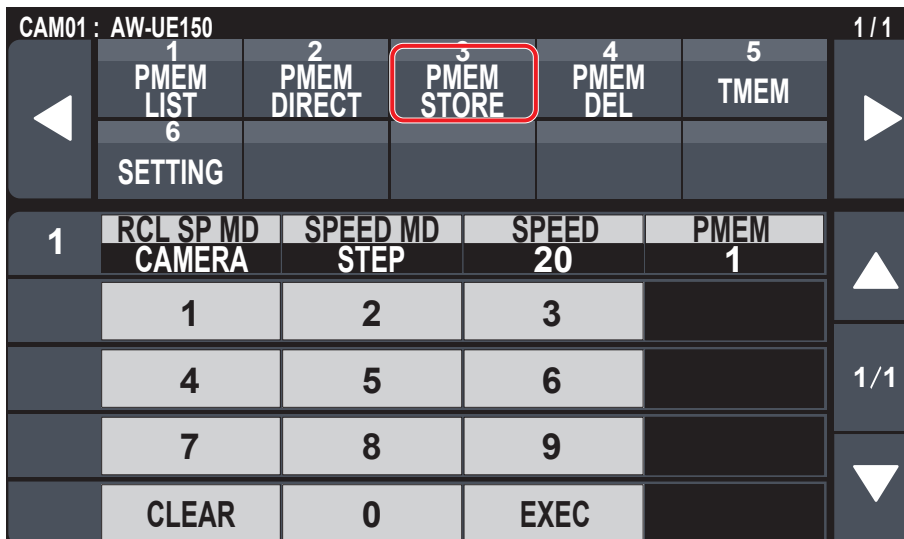 CAM01 : AW-UE150 1/1
1 2 3 4 5
PMEM LIST PMEM DIRECT PMEM STORE PMEM DEL TMEM
6
SETTING
1 RCL SP MD SPEED MD SPEED PMEM
CAMERA STEP 20 1
1 2 3
4 5 6 1/1
7 8 9
CLEAR 0 EXEC